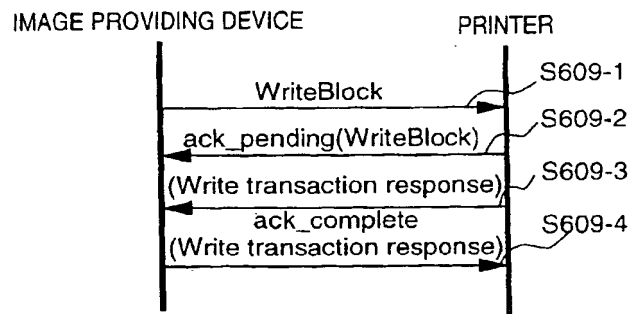 IMAGE PROVIDING DEVICE
PRINTER
S609-1
WriteBlock
S609-2
ack_pending(WriteBlock)
S609-3
(Write transaction response)
ack_complete
S609-4
(Write transaction response)